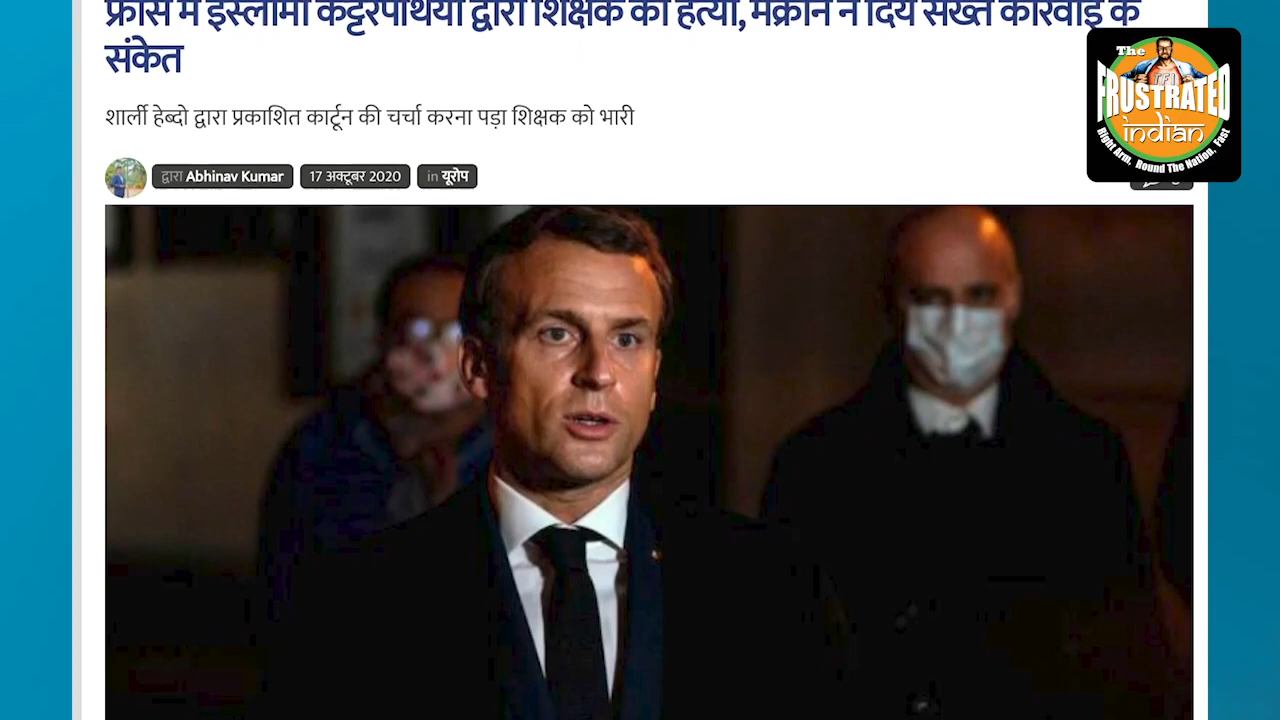 फ्रांस में इस्लामी कट्टरपंथियों द्वारा शिक्षक की हत्या, मैक्रोन ने दिये सख्त कार्रवाई के
संकेत
The
TFI
FRUSTRATED
indian
Right Arm, Round The Nation, Fast
शार्ली हेब्दो द्वारा प्रकाशित कार्टून की चर्चा करना पड़ा शिक्षक को भारी
द्वारा Abhinav Kumar
17 अक्टूबर 2020
in यूरोप